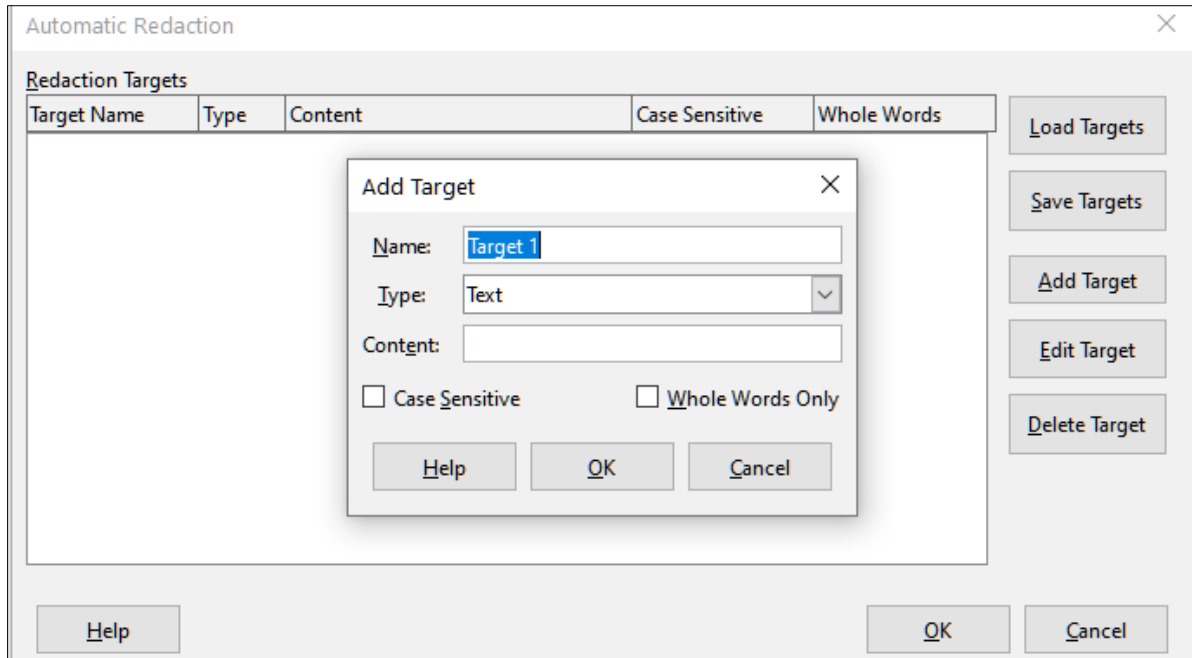 Automatic Redaction
Redaction Targets
Target Name Type Content Case Sensitive Whole Words
Load Targets
Save Targets
Add Target
Edit Target
Delete Target
Add Target
Name: Target 1
Type: Text
Content:
Case Sensitive Whole Words Only
Help OK Cancel
Help OK Cancel